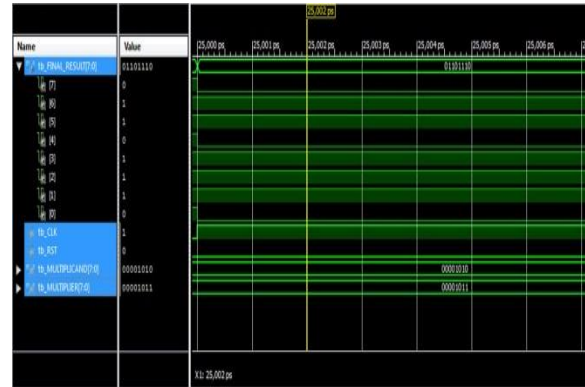 25,002 ps
Name Value 25,000 ps 25,001 ps 25,002 ps 25,003 ps 25,004 ps 25,005 ps 25,006 ps
tb_FINAL_RESULT[7:0] 01101110 01101110
[7] 0
[6] 1
[5] 1
[4] 0
[3] 1
[2] 1
[1] 1
[0] 0
tb_CLK 1
tb_RST 0
tb_MULTIPLICAND[7:0] 00001010 00001010
tb_MULTIPLIER[7:0] 00001011 00001011
X1: 25,002 ps